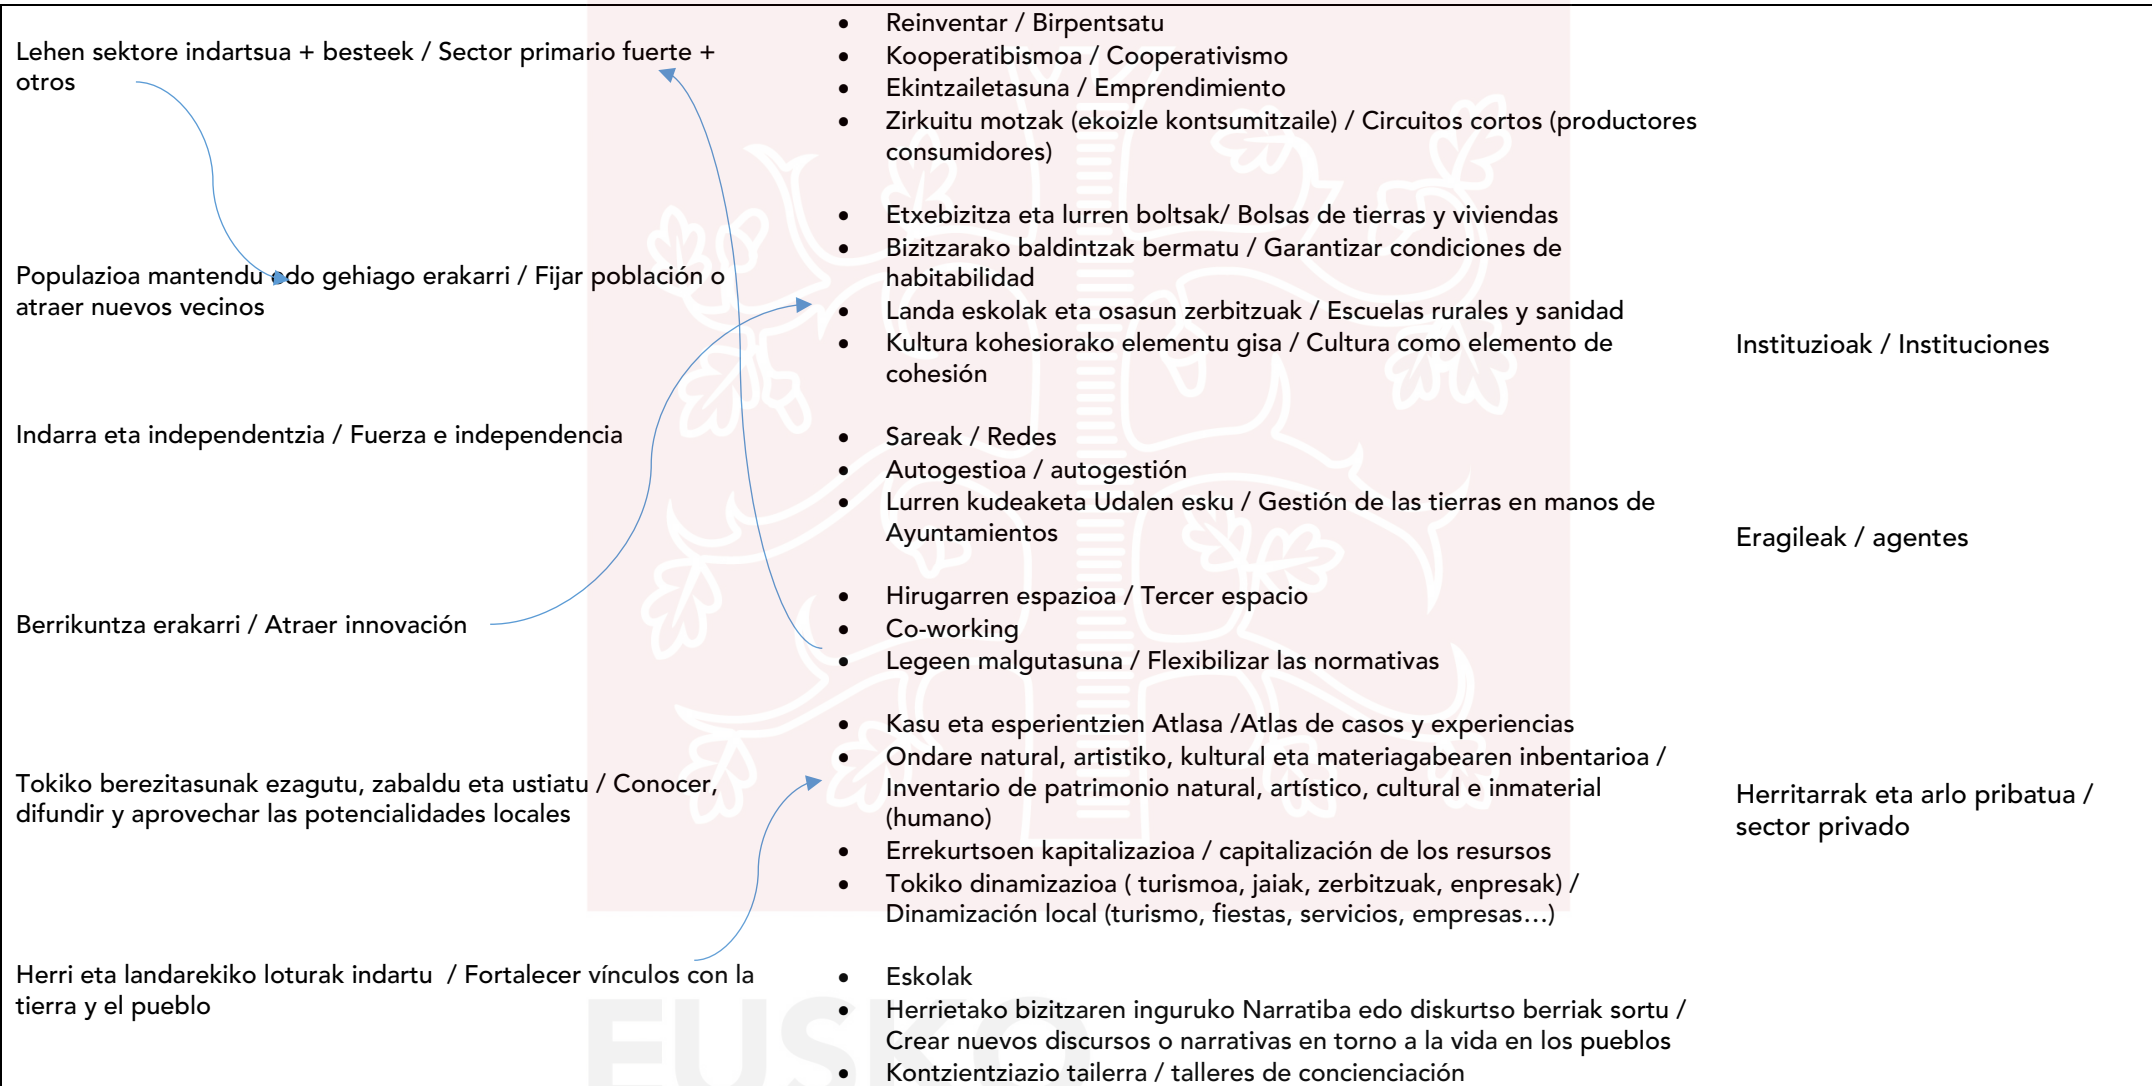 Lehen sektore indartsua + besteek / Sector primario fuerte +
otros
Populazioa mantendu edo gehiago erakarri / Fijar población o
atraer nuevos vecinos
Indarra eta independentzia / Fuerza e independencia
Berrikuntza erakarri / Atraer innovación
Tokiko berezitasunak ezagutu, zabaldu eta ustiatu / Conocer,
difundir y aprovechar las potencialidades locales
Herri eta landarekiko loturak indartu / Fortalecer vínculos con la
tierra y el pueblo
• Reinventar / Birpentsatu
• Kooperatibismoa / Cooperativismo
• Ekintzailetasuna / Emprendimiento
• Zirkuitu motzak (ekoizle kontsumitzaile) / Circuitos cortos (productores
consumidores)
• Etxebizitza eta lurren boltsak/ Bolsas de tierras y viviendas
• Bizitzarako baldintzak bermatu / Garantizar condiciones de
habitabilidad
• Landa eskolak eta osasun zerbitzuak / Escuelas rurales y sanidad
• Kultura kohesiorako elementu gisa / Cultura como elemento de
cohesión
• Sareak / Redes
• Autogestioa / autogestión
• Lurren kudeaketa Udalen esku / Gestión de las tierras en manos de
Ayuntamientos
• Hirugarren espazioa / Tercer espacio
• Co-working
• Legeen malgutasuna / Flexibilizar las normativas
• Kasu eta esperientzien Atlasa /Atlas de casos y experiencias
• Ondare natural, artistiko, kultural eta materiagabearen inbentarioa /
Inventario de patrimonio natural, artístico, cultural e inmaterial
(humano)
• Errekurtsoen kapitalizazioa / capitalización de los resursos
• Tokiko dinamizazioa ( turismoa, jaiak, zerbitzuak, enpresak) /
Dinamización local (turismo, fiestas, servicios, empresas…)
• Eskolak
• Herrietako bizitzaren inguruko Narratiba edo diskurtso berriak sortu /
Crear nuevos discursos o narrativas en torno a la vida en los pueblos
• Kontzientziazio tailerra / talleres de concienciación
Instituzioak / Instituciones
Eragileak / agentes
Herritarrak eta arlo pribatua /
sector privado
EUSKO